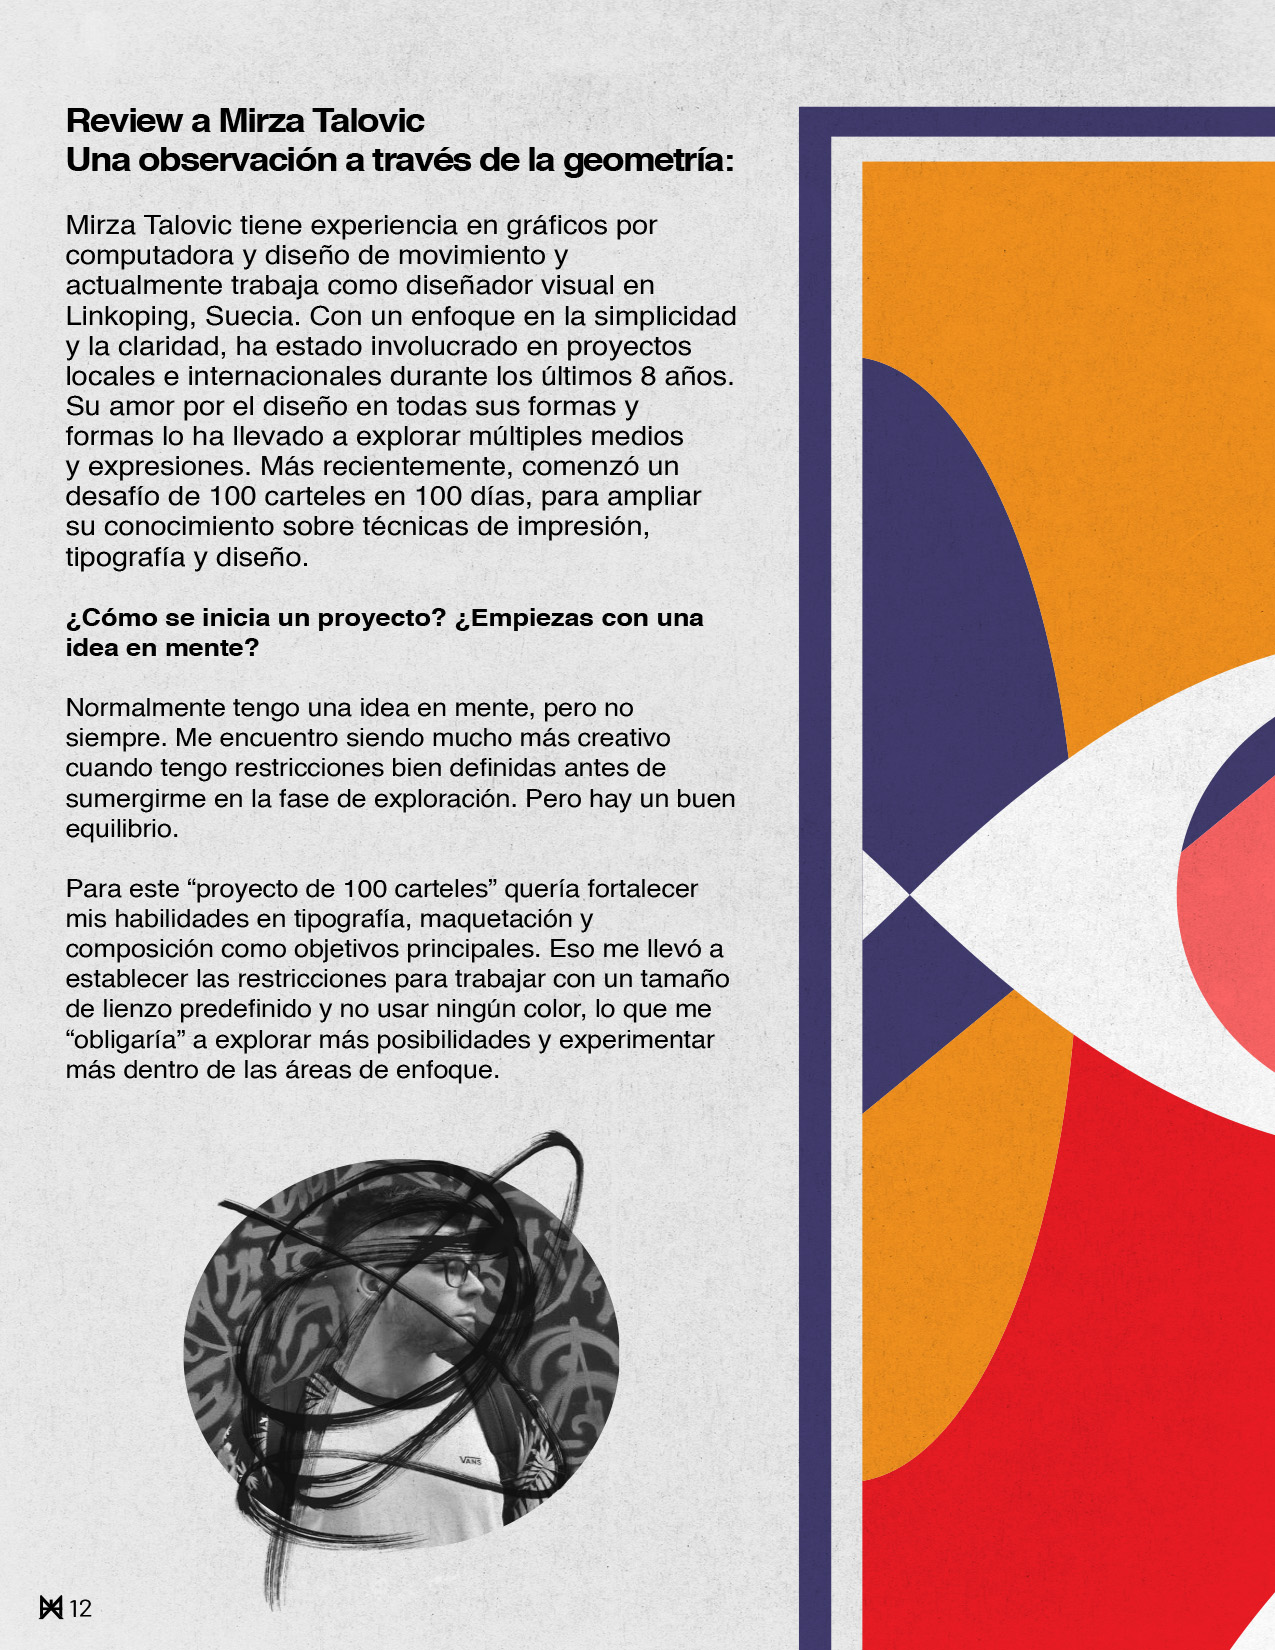 Review a Mirza Talovic
Una observación a través de la geometría:
Mirza Talovic tiene experiencia en gráficos por
computadora y diseño de movimiento y
actualmente trabaja como diseñador visual en
Linkoping, Suecia. Con un enfoque en la simplicidad
y la claridad, ha estado involucrado en proyectos
locales e internacionales durante los últimos 8 años.
Su amor por el diseño en todas sus formas y
formas lo ha llevado a explorar múltiples medios
y expresiones. Más recientemente, comenzó un
desafío de 100 carteles en 100 días, para ampliar
su conocimiento sobre técnicas de impresión,
tipografía y diseño.
¿Cómo se inicia un proyecto? ¿Empiezas con una
idea en mente?
Normalmente tengo una idea en mente, pero no
siempre. Me encuentro siendo mucho más creativo
cuando tengo restricciones bien definidas antes de
sumergirme en la fase de exploración. Pero hay un buen
equilibrio.
Para este “proyecto de 100 carteles” quería fortalecer
mis habilidades en tipografía, maquetación y
composición como objetivos principales. Eso me llevó a
establecer las restricciones para trabajar con un tamaño
de lienzo predefinido y no usar ningún color, lo que me
“obligaría” a explorar más posibilidades y experimentar
más dentro de las áreas de enfoque.
VANS
12